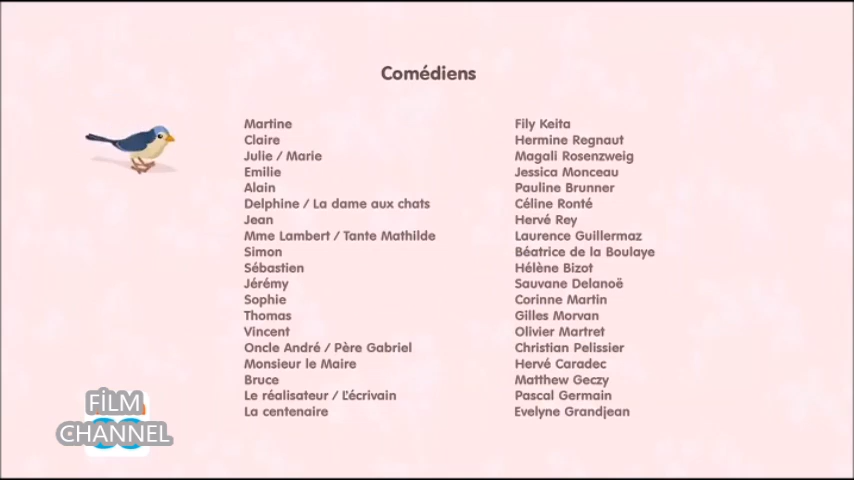 Comédiens
Martine Fily Keita
Claire Hermine Regnaut
Julie / Marie Magali Rosenzweig
Emilie Jessica Monceau
Alain Pauline Brunner
Delphine / La dame aux chats Céline Ronté
Jean Hervé Rey
Mme Lambert / Tante Mathilde Laurence Guillermaz
Simon Béatrice de la Boulaye
Sébastien Hélène Bizot
Jérémy Sauvane Delanoë
Sophie Corinne Martin
Thomas Gilles Morvan
Vincent Olivier Martret
Oncle André / Père Gabriel Christian Pelissier
Monsieur le Maire Hervé Caradec
Bruce Matthew Geczy
Le réalisateur / L'écrivain Pascal Germain
La centenaire Evelyne Grandjean
FİLM
CHANNEL